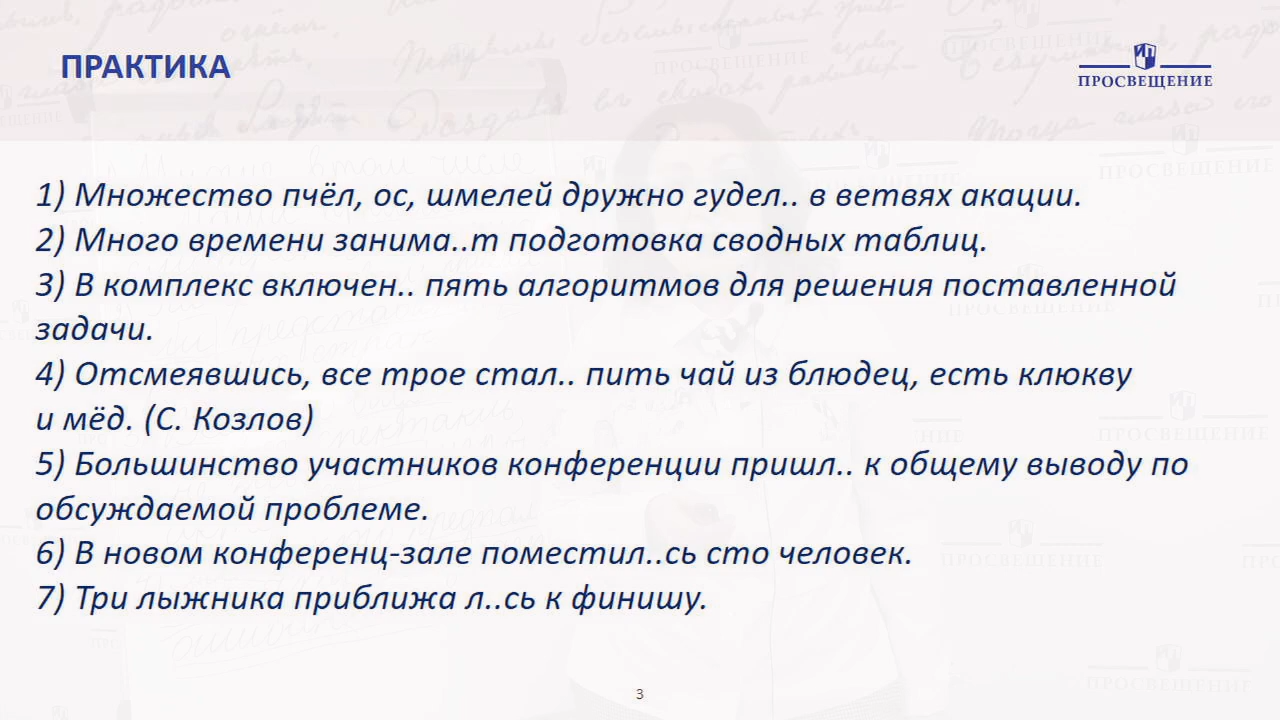 ПРАКТИКА
ПРОСВЕЩЕНИЕ
1) Множество пчёл, ос, шмелей дружно гудел.. в ветвях акации.
2) Много времени занима..т подготовка сводных таблиц.
3) В комплекс включен.. пять алгоритмов для решения поставленной
задачи.
4) Отсмеявшись, все трое стал.. пить чай из блюдец, есть клюкву
и мёд. (С. Козлов)
5) Большинство участников конференции пришл.. к общему выводу по
обсуждаемой проблеме.
6) В новом конференц-зале поместил..сь сто человек.
7) Три лыжника приближа л..сь к финишу.
3